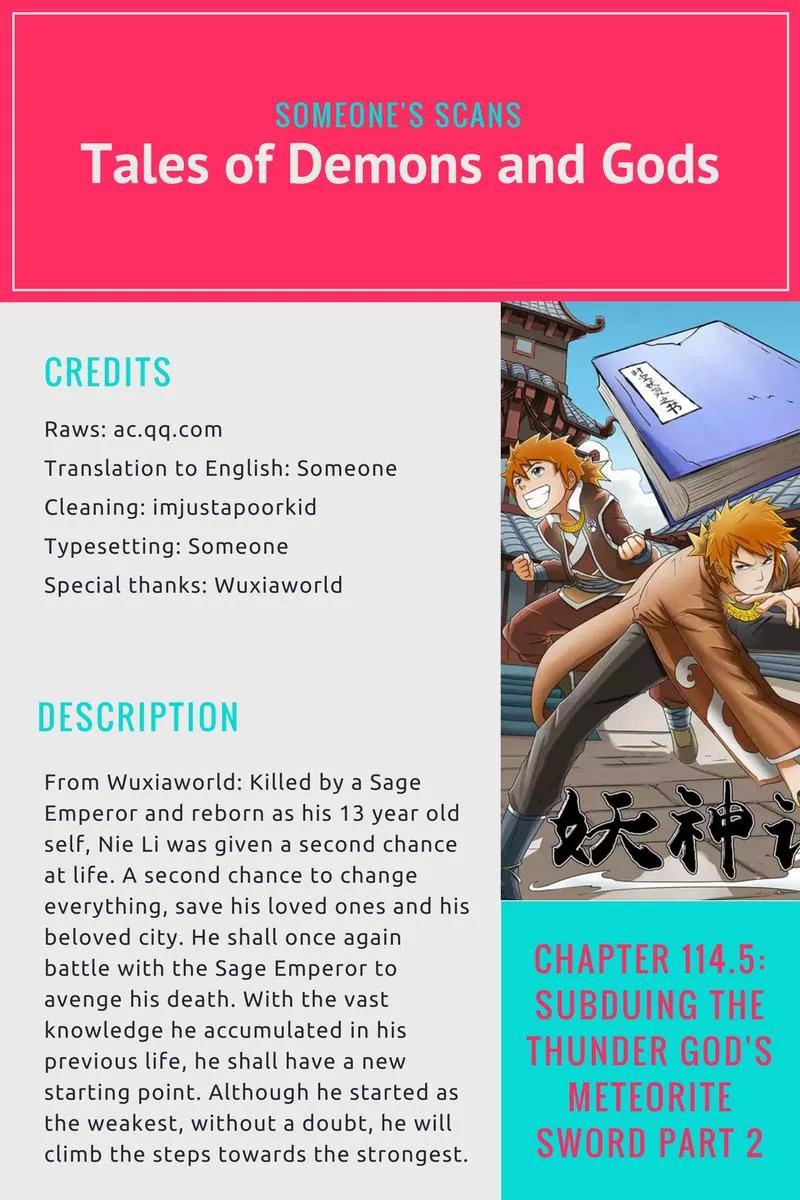 SOMEONE'S SCANS
Tales of Demons and Gods
CREDITS
Raws: ac.qq.com
Translation to English: Someone
Cleaning: imjustapoorkid
Typesetting: Someone
Special thanks: Wuxiaworld
DESCRIPTION
From Wuxiaworld: Killed by a Sage
Emperor and reborn as his 13 year old
self, Nie Li was given a second chance
at life. A second chance to change
everything, save his loved ones and his
beloved city. He shall once again
battle with the Sage Emperor to
avenge his death. With the vast
knowledge he accumulated in his
previous life, he shall have a new
starting point. Although he started as
the weakest, without a doubt, he will
climb the steps towards the strongest.
妖神
CHAPTER 114.5:
SUBDUING THE
THUNDER GOD'S
METEORITE
SWORD PART 2